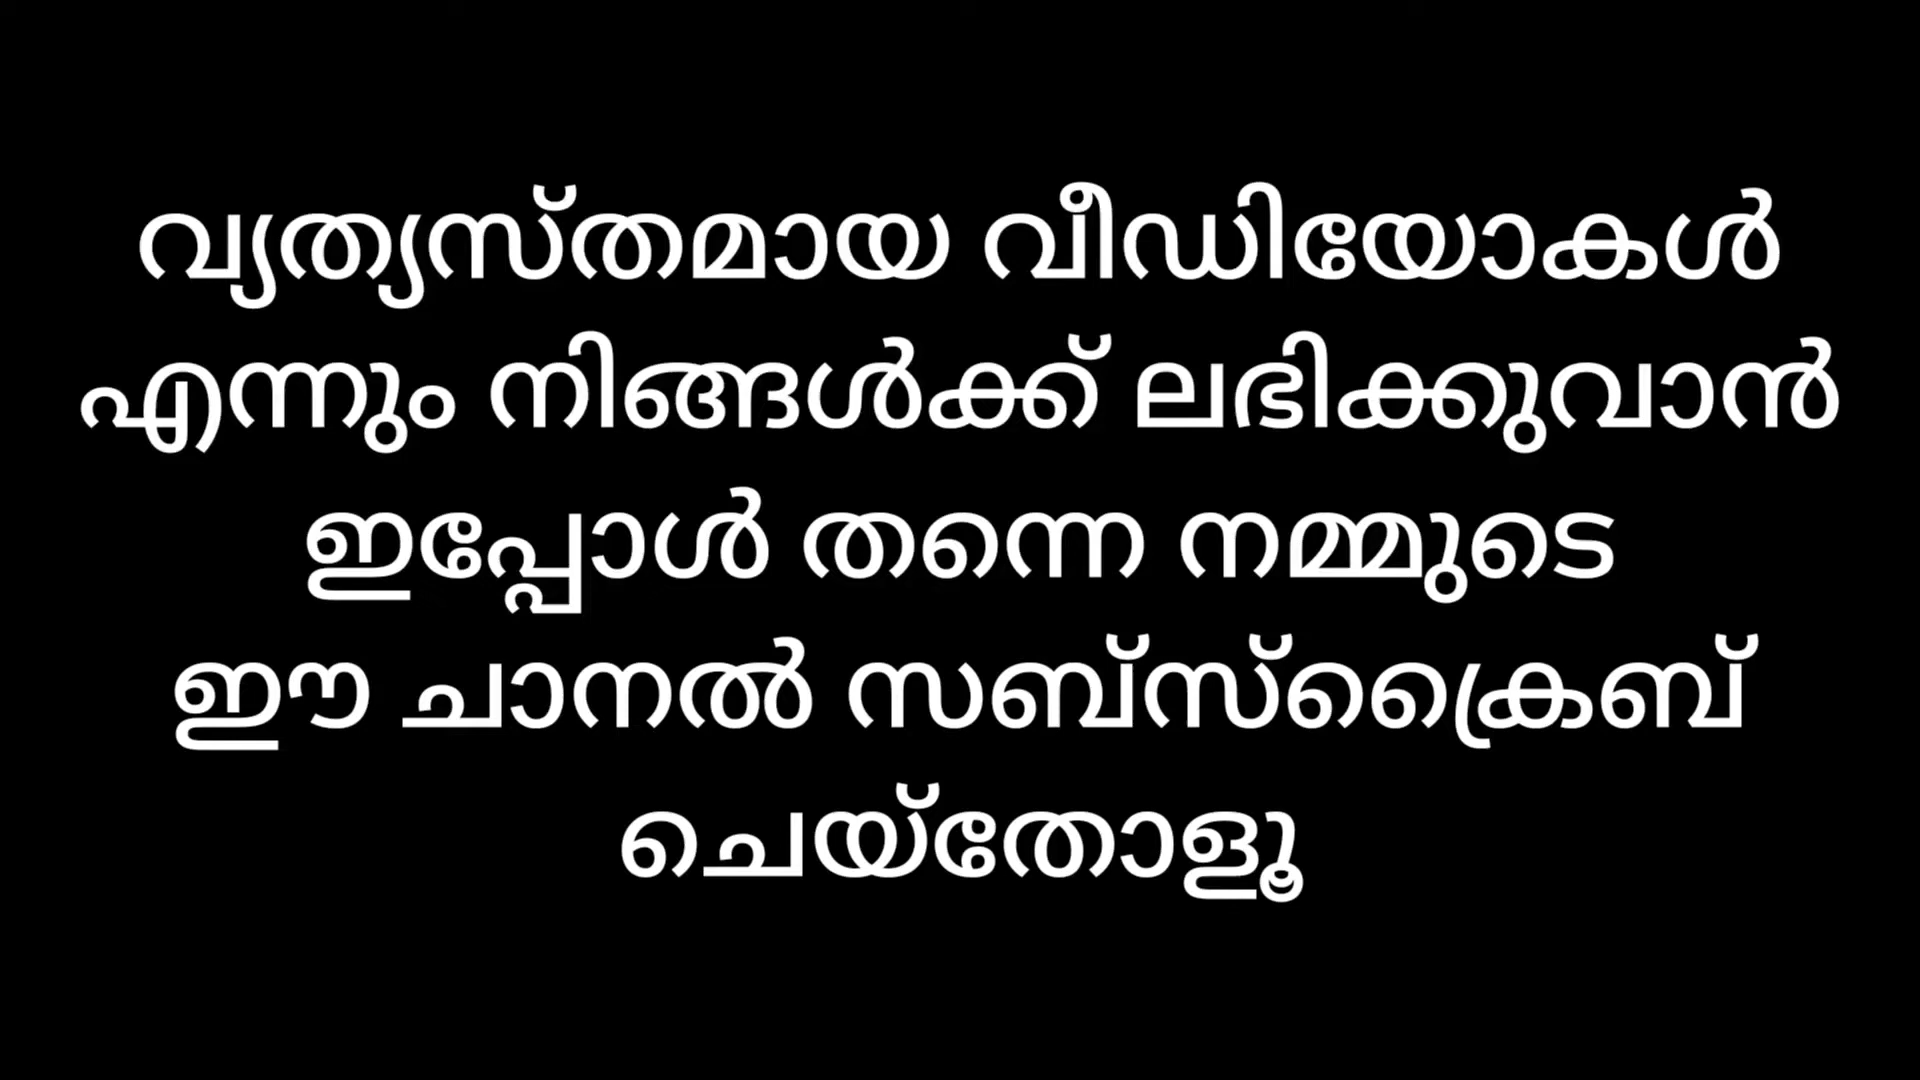 വ്യത്യസ്തമായ വീഡിയോകൾ
എന്നും നിങ്ങൾക്ക് ലഭിക്കുവാൻ
ഇപ്പോൾ തന്നെ നമ്മുടെ
ഈ ചാനൽ സബ്സ്ക്രൈബ്
ചെയ്തോളൂ